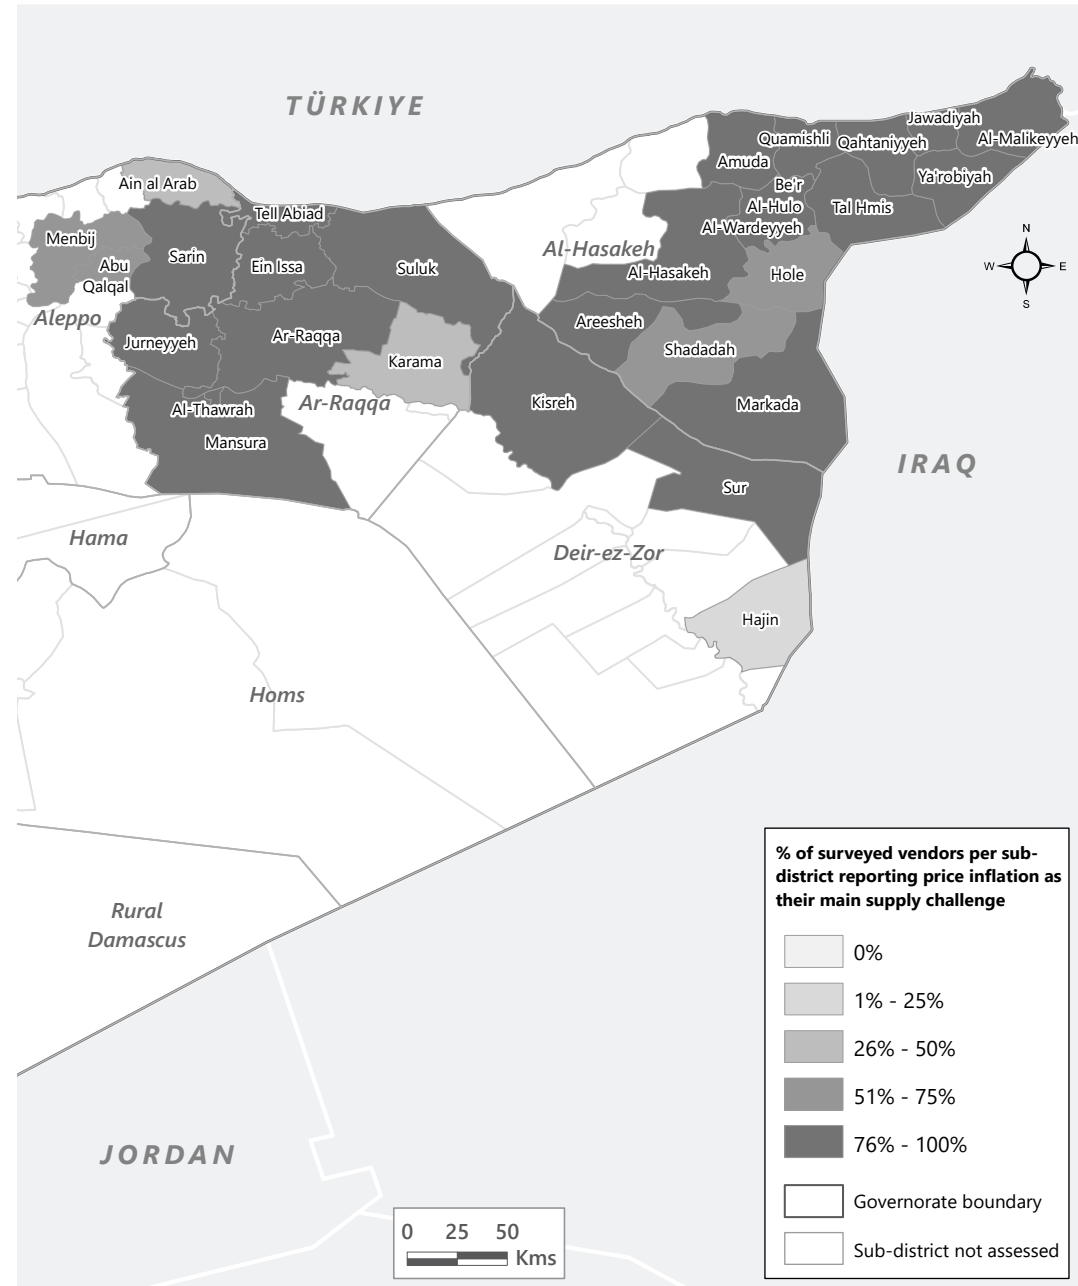 TÜRKIYE
Jawadiyah
Quamishli
Qahtaniyyeh
Al-Malikeyyeh
Amuda
Ya'robiyah
Ain al Arab
Be'r
Al-Hulo
Al-Wardeyyeh
Tal Hmis
Tell Abiad
Menbij
Sarin
Ein Issa
Suluk
Al-Hasakeh
Al-Hasakeh
Hole
N
W
E
S
Abu
Qalqal
Aleppo
Jurneyyeh
Ar-Raqqa
Karama
Areesheh
Shadadah
Al-Thawrah
Mansura
Ar-Raqqa
Kisreh
Markada
IRAQ
Sur
Hama
Deir-ez-Zor
Hajin
Homs
Rural
Damascus
JORDAN
0 25 50
Kms
% of surveyed vendors per sub-
district reporting price inflation as
their main supply challenge
0%
1% - 25%
26% - 50%
51% - 75%
76% - 100%
Governorate boundary
Sub-district not assessed